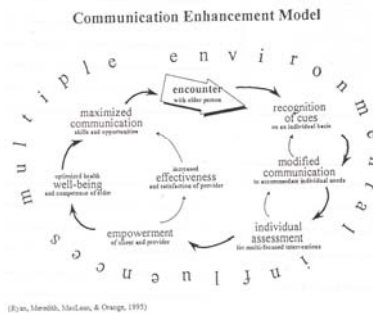 Communication Enhancement Model
multiple environmental influences
encounter
with elder person
recognition
of cues
on an individual basis
modified
communication
to accommodate individual needs
individual
assessment
for multi-focused interventions
empowerment
of client and provider
increased
effectiveness
and satisfaction of provider
optimized health
well-being
and competence of elder
maximized
communication
skills and opportunities
(Ryan, Meredith, MacLean, & Orange, 1995)